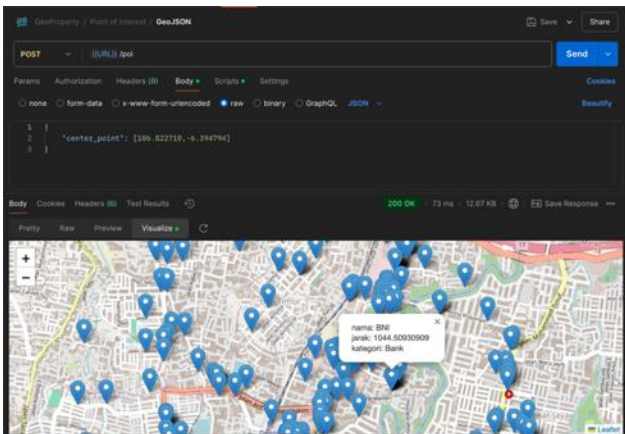 GeoProperty / Point of Interest / GeoJSON
Save
Share
POST
{{URL}} /poi
Send
Params Authorization Headers (9) Body Scripts Settings
Cookies
none form-data x-www-form-urlencoded raw binary GraphQL JSON
Beautify
1 {
2 "center_point": [106.822710,-6.394794]
3 }
Body Cookies Headers (6) Test Results
200 OK 73 ms 12.67 KB Save Response
Pretty Raw Preview Visualize
+
−
nama: BNI
jarak: 1044.50930909
kategori: Bank
Leaflet